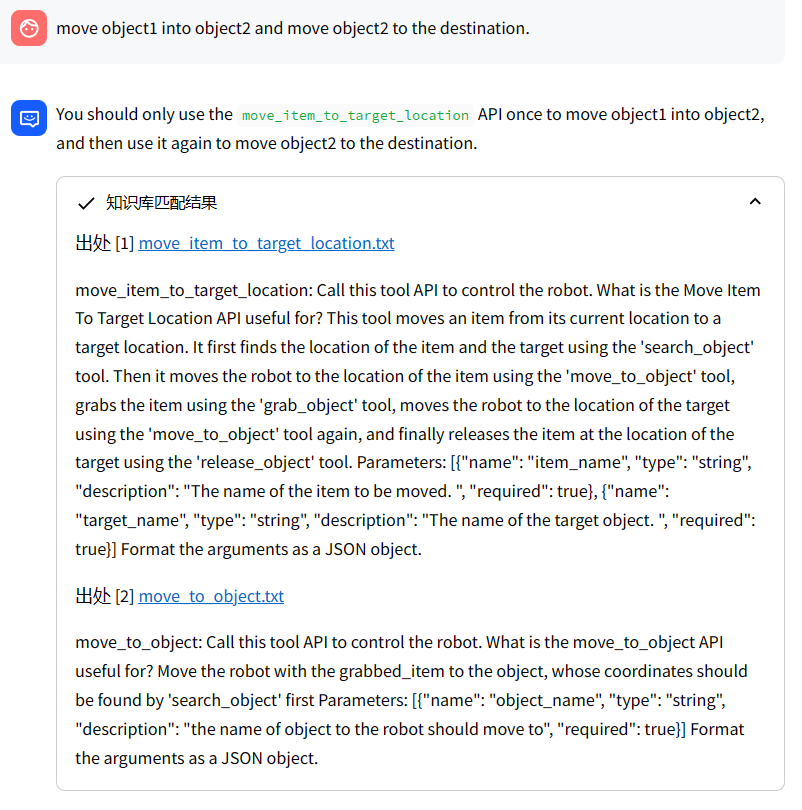 move object1 into object2 and move object2 to the destination.
You should only use the move_item_to_target_location API once to move object1 into object2,
and then use it again to move object2 to the destination.
知识库匹配结果
出处 [1] move_item_to_target_location.txt
move_item_to_target_location: Call this tool API to control the robot. What is the Move Item
To Target Location API useful for? This tool moves an item from its current location to a
target location. It first finds the location of the item and the target using the 'search_object'
tool. Then it moves the robot to the location of the item using the 'move_to_object' tool,
grabs the item using the 'grab_object' tool, moves the robot to the location of the target
using the 'move_to_object' tool again, and finally releases the item at the location of the
target using the 'release_object' tool. Parameters: [{"name": "item_name", "type": "string",
"description": "The name of the item to be moved. ", "required": true}, {"name":
"target_name", "type": "string", "description": "The name of the target object. ", "required":
true}] Format the arguments as a JSON object.
出处 [2] move_to_object.txt
move_to_object: Call this tool API to control the robot. What is the move_to_object API
useful for? Move the robot with the grabbed_item to the object, whose coordinates should
be found by 'search_object' first Parameters: [{"name": "object_name", "type": "string",
"description": "the name of object to the robot should move to", "required": true}] Format
the arguments as a JSON object.